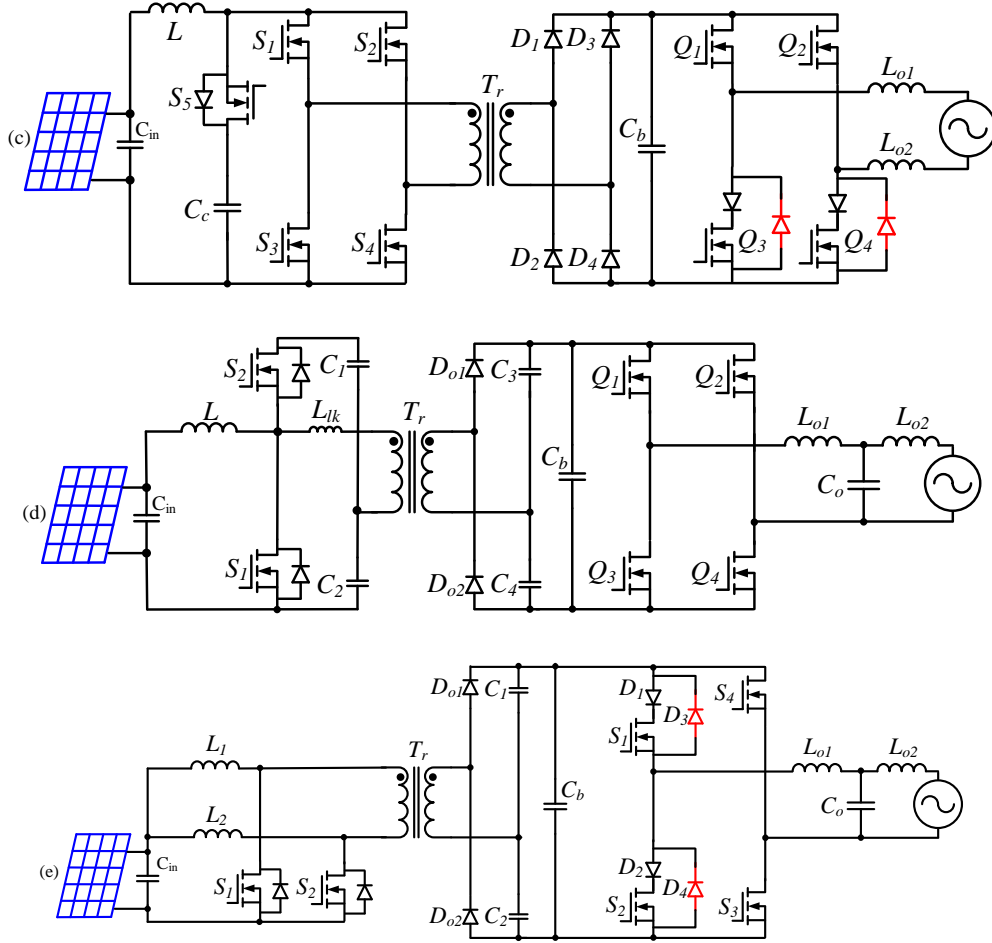 L
S1
S2
S5
Cin
(c)
Cc
S3
S4
Tr
D1
D3
D2
D4
Cb
Q1
Q2
Q3
Q4
Lo1
Lo2
S2
C1
L
Llk
Tr
Cin
(d)
S1
C2
Do1
C3
Cb
Do2
C4
Q1
Q2
Q3
Q4
Lo1
Lo2
Co
L1
L2
Tr
Cin
(e)
S1
S2
Do1
C1
Cb
Do2
C2
D1
D3
S1
S4
D2
D4
S2
S3
Lo1
Lo2
Co